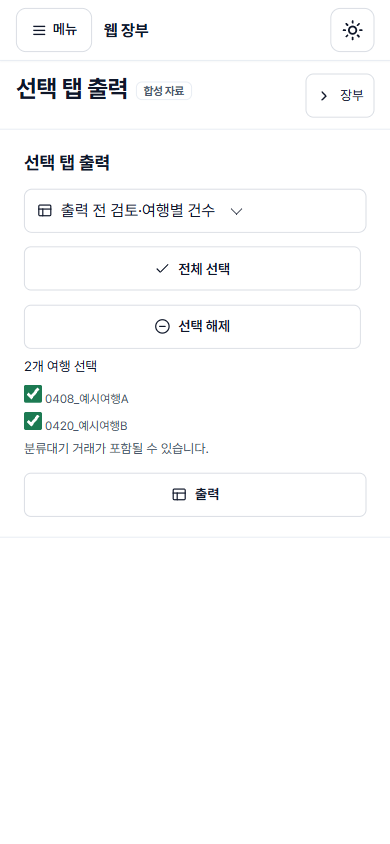 메뉴
웹 장부
선택 탭 출력
합성 자료
장부
선택 탭 출력
출력 전 검토·여행별 건수
전체 선택
선택 해제
2개 여행 선택
0408_예시여행A
0420_예시여행B
분류대기 거래가 포함될 수 있습니다.
출력